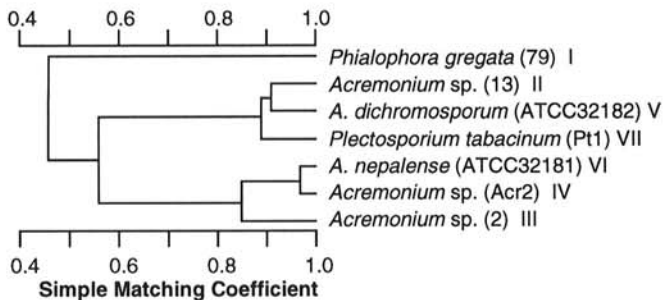 0.4 0.6 0.8 1.0
Phialophora gregata (79) I
Acremonium sp. (13) II
A. dichromosporum (ATCC32182) V
Plectosporium tabacinum (Pt1) VII
A. nepalense (ATCC32181) VI
Acremonium sp. (Acr2) IV
Acremonium sp. (2) III
0.4 0.6 0.8 1.0
Simple Matching Coefficient